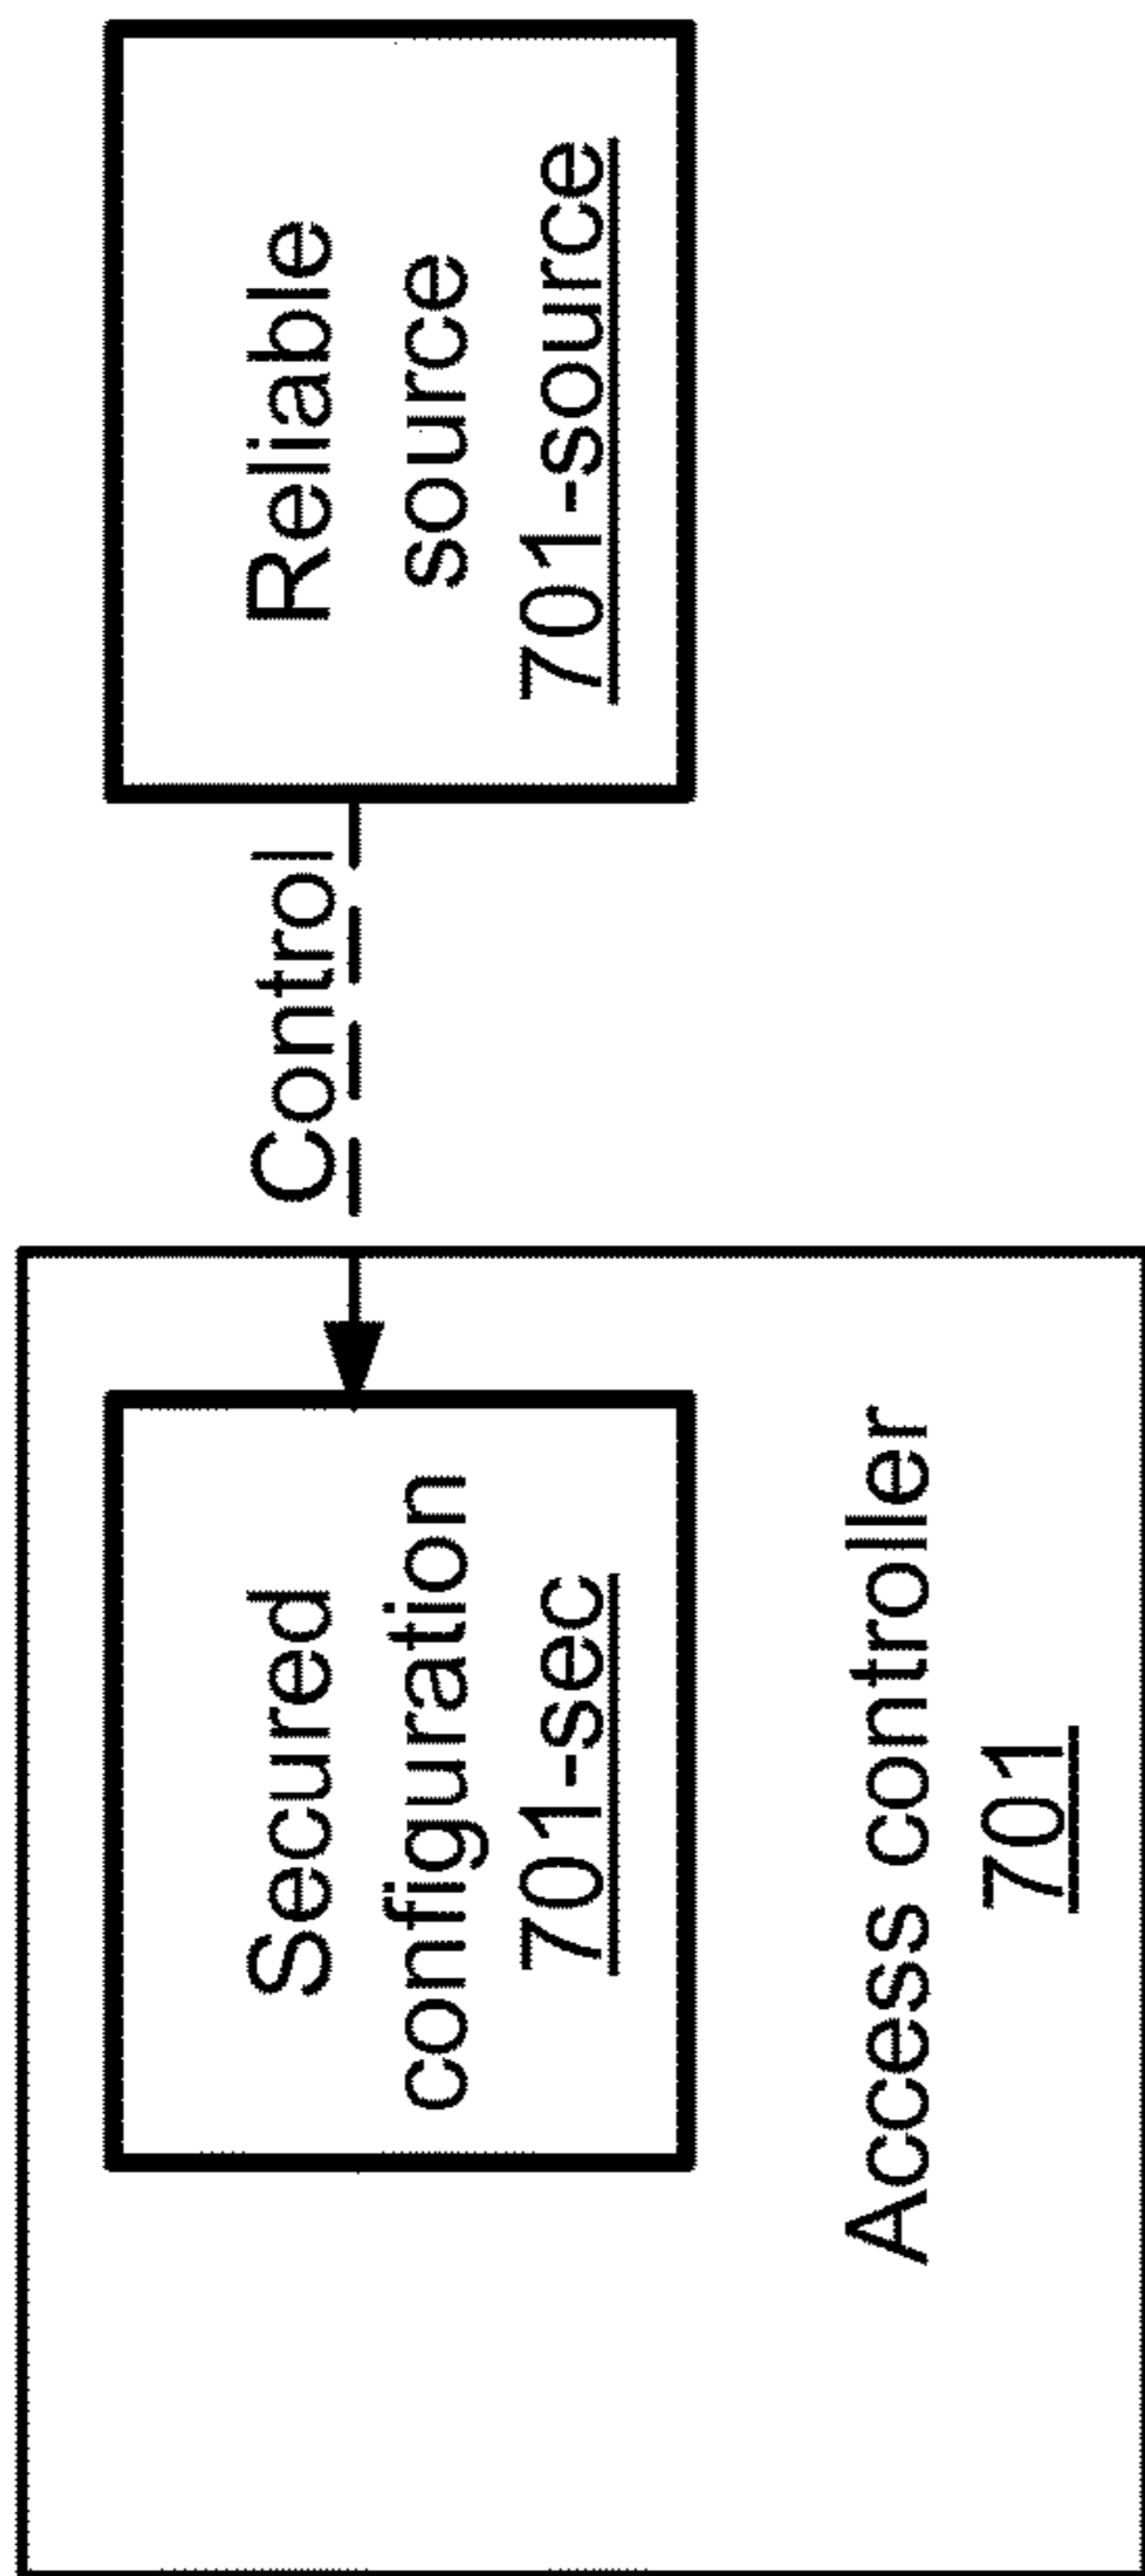 Secured
configuration
701-sec
Access controller
701
Control
Reliable
source
701-source